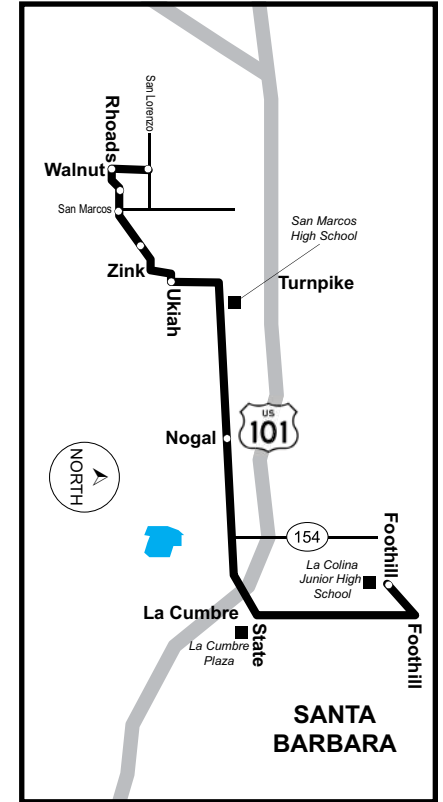 San Lorenzo
Rhoads
Walnut
San Marcos
San Marcos
High School
Zink
Turnpike
Ukiah
US
101
Nogal
NORTH
154
Foothill
La Colina
Junior High
School
La Cumbre
State
Foothill
La Cumbre
Plaza
SANTA
BARBARA